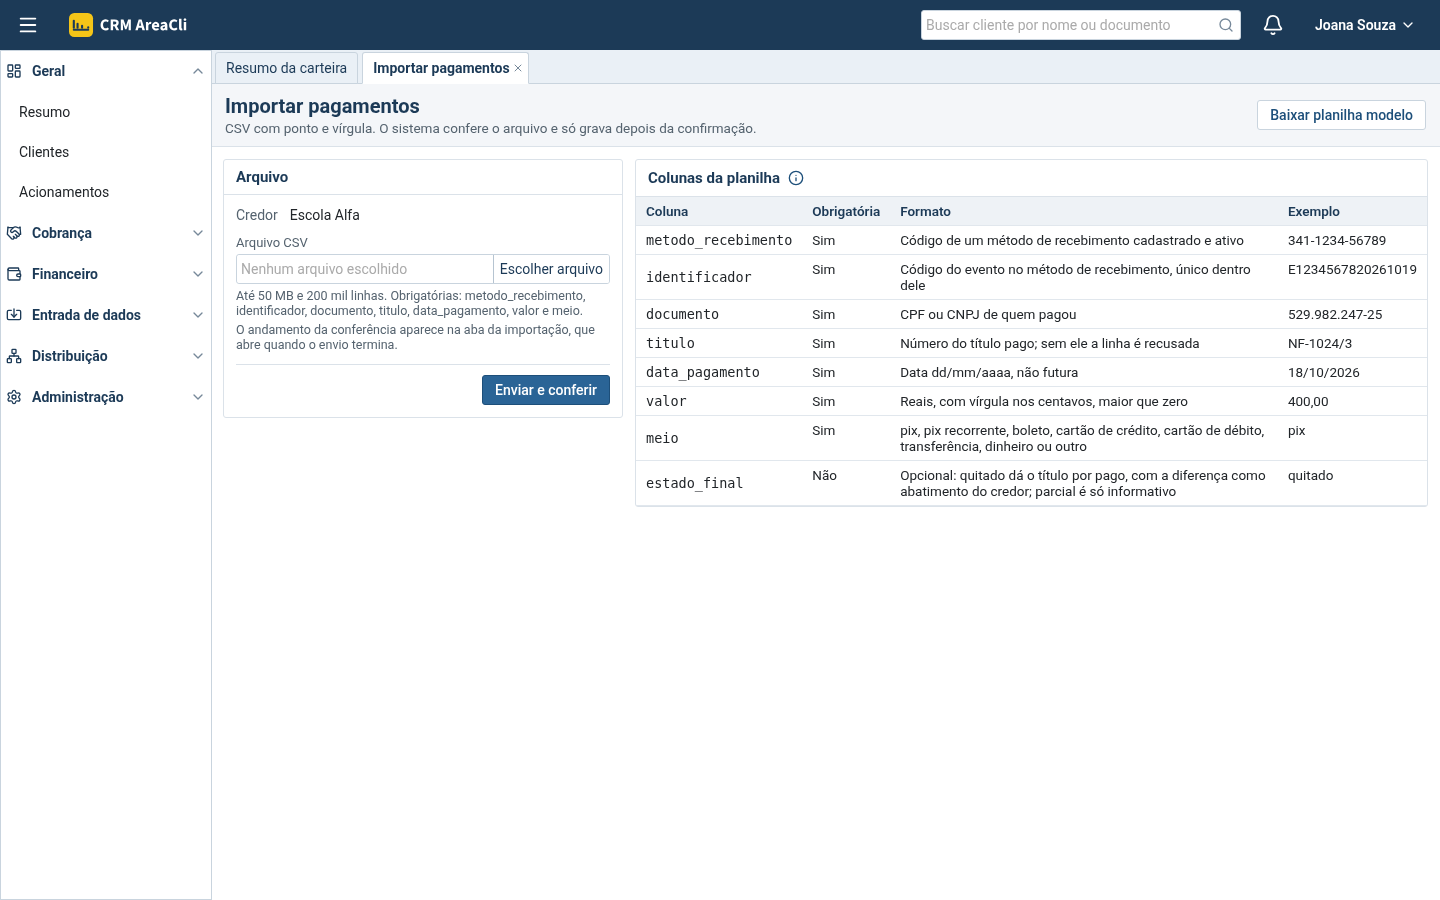 CRM AreaCli
Buscar cliente por nome ou documento
Joana Souza
Geral
Resumo
Clientes
Acionamentos
Cobrança
Financeiro
Entrada de dados
Distribuição
Administração
Resumo da carteira
Importar pagamentos
Importar pagamentos
CSV com ponto e vírgula. O sistema confere o arquivo e só grava depois da confirmação.
Baixar planilha modelo
Arquivo
Credor Escola Alfa
Arquivo CSV
Nenhum arquivo escolhido
Escolher arquivo
Até 50 MB e 200 mil linhas. Obrigatórias: metodo_recebimento,
identificador, documento, titulo, data_pagamento, valor e meio.
O andamento da conferência aparece na aba da importação, que
abre quando o envio termina.
Enviar e conferir
Colunas da planilha
Coluna Obrigatória Formato Exemplo
metodo_recebimento Sim Código de um método de recebimento cadastrado e ativo 341-1234-56789
identificador Sim Código do evento no método de recebimento, único dentro E1234567820261019
dele
documento Sim CPF ou CNPJ de quem pagou 529.982.247-25
titulo Sim Número do título pago; sem ele a linha é recusada NF-1024/3
data_pagamento Sim Data dd/mm/aaaa, não futura 18/10/2026
valor Sim Reais, com vírgula nos centavos, maior que zero 400,00
meio Sim pix, pix recorrente, boleto, cartão de crédito, cartão de débito, pix
transferência, dinheiro ou outro
estado_final Não Opcional: quitado dá o título por pago, com a diferença como quitado
abatimento do credor; parcial é só informativo